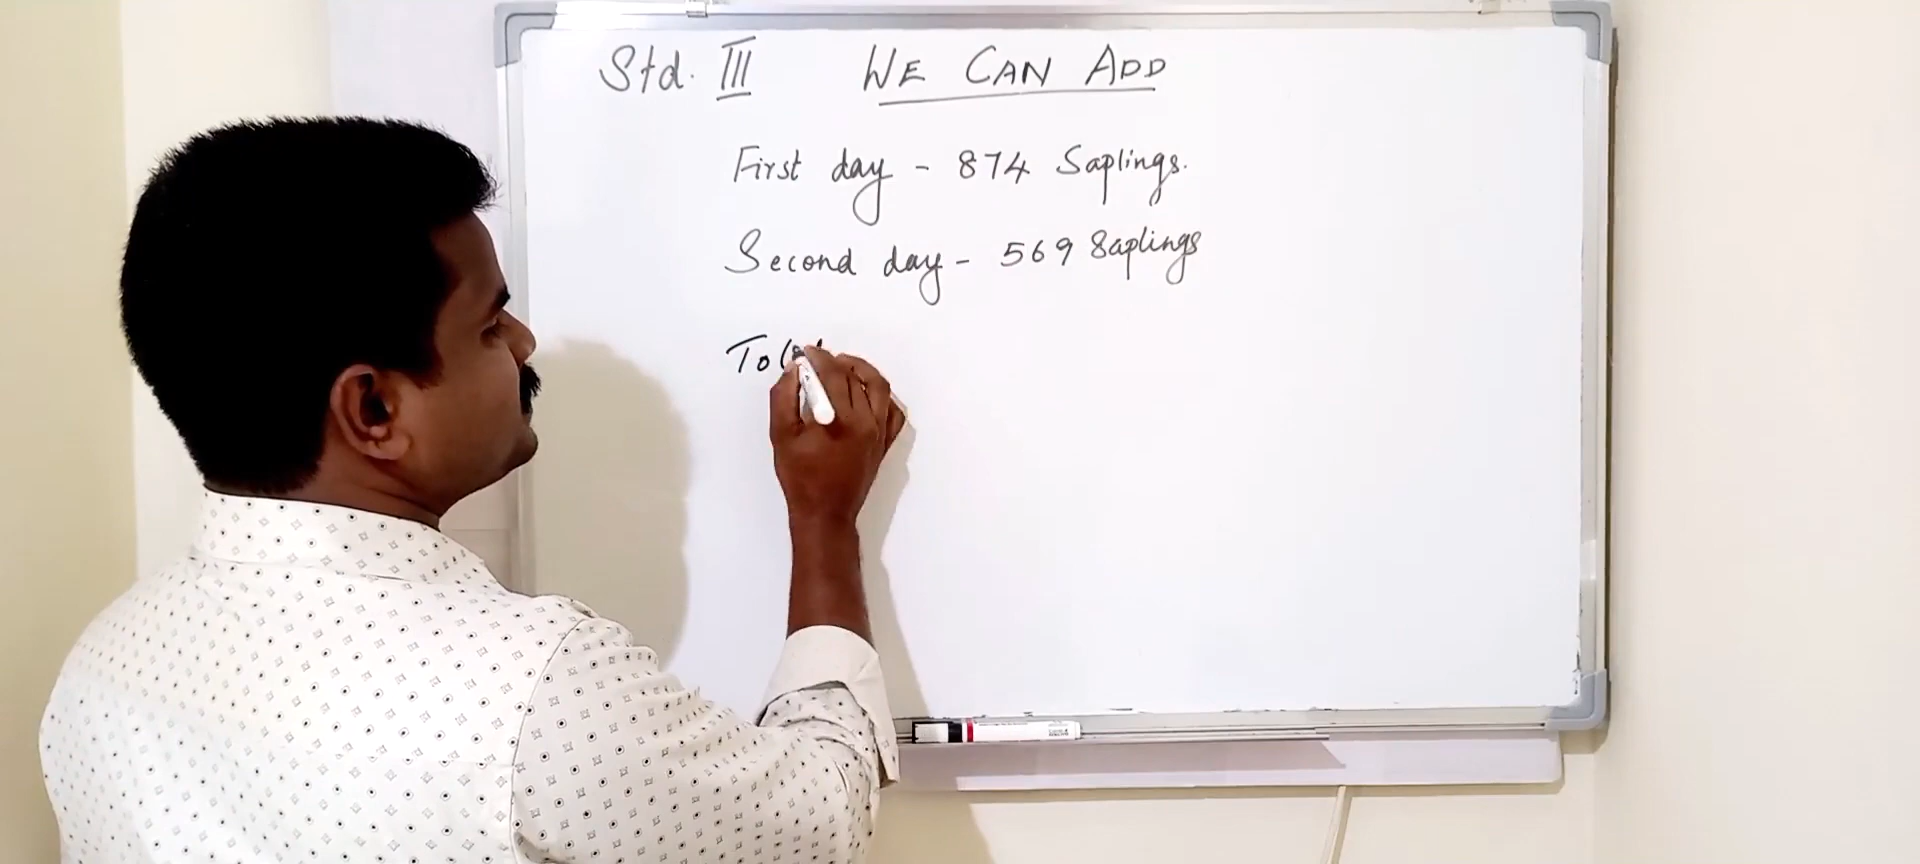 Std. III WE CAN ADD
First day - 874 Saplings.
Second day - 569 Saplings